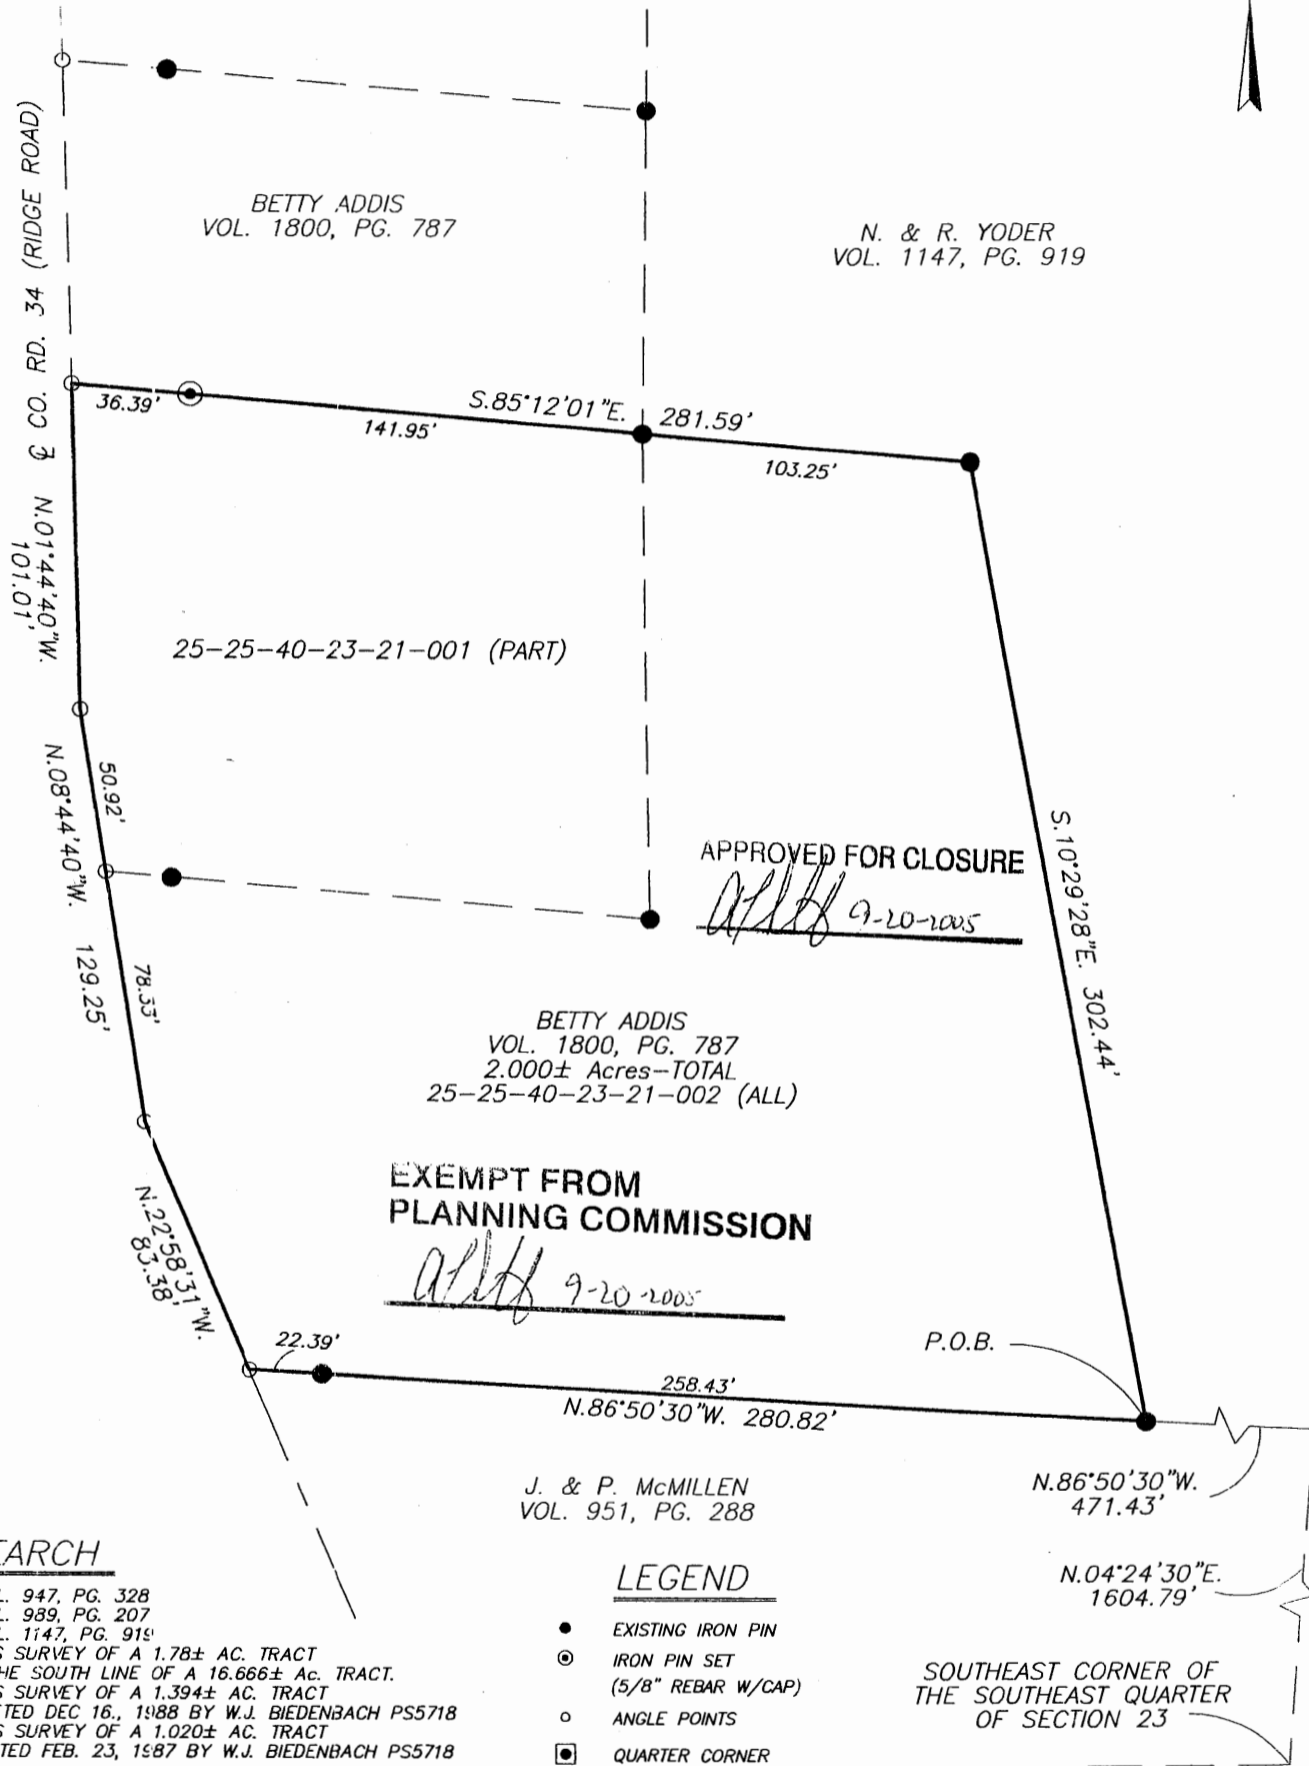 BETTY ADDIS
VOL. 1800, PG. 787
N. & R. YODER
VOL. 1147, PG. 919
CO. RD. 34 (RIDGE ROAD)
36.39'
141.95'
S.85°12'01"E. 281.59'
103.25'
N.01°44'40"W.
101.01'
25-25-40-23-21-001 (PART)
50.92'
N.08°44'40"W. 129.25'
78.33'
APPROVED FOR CLOSURE
9-20-2005
S.10°29'28"E. 302.44'
BETTY ADDIS
VOL. 1800, PG. 787
2.000± Acres-TOTAL
25-25-40-23-21-002 (ALL)
EXEMPT FROM
PLANNING COMMISSION
9-20-2005
N.22°58'31"W.
83.38'
22.39'
258.43'
N.86°50'30"W. 280.82'
P.O.B.
J. & P. McMILLEN
VOL. 951, PG. 288
N.86°50'30"W.
471.43'
N.04°24'30"E.
1604.79'
SOUTHEAST CORNER OF
THE SOUTHEAST QUARTER
OF SECTION 23
EARCH
L. 947, PG. 328
L. 989, PG. 207
L. 1147, PG. 919
S SURVEY OF A 1.78± AC. TRACT
HE SOUTH LINE OF A 16.666± Ac. TRACT.
S SURVEY OF A 1.394± AC. TRACT
TED DEC 16., 1988 BY W.J. BIEDENBACH PS5718
S SURVEY OF A 1.020± AC. TRACT
TED FEB. 23, 1987 BY W.J. BIEDENBACH PS5718
LEGEND
EXISTING IRON PIN
IRON PIN SET
(5/8" REBAR W/CAP)
ANGLE POINTS
QUARTER CORNER